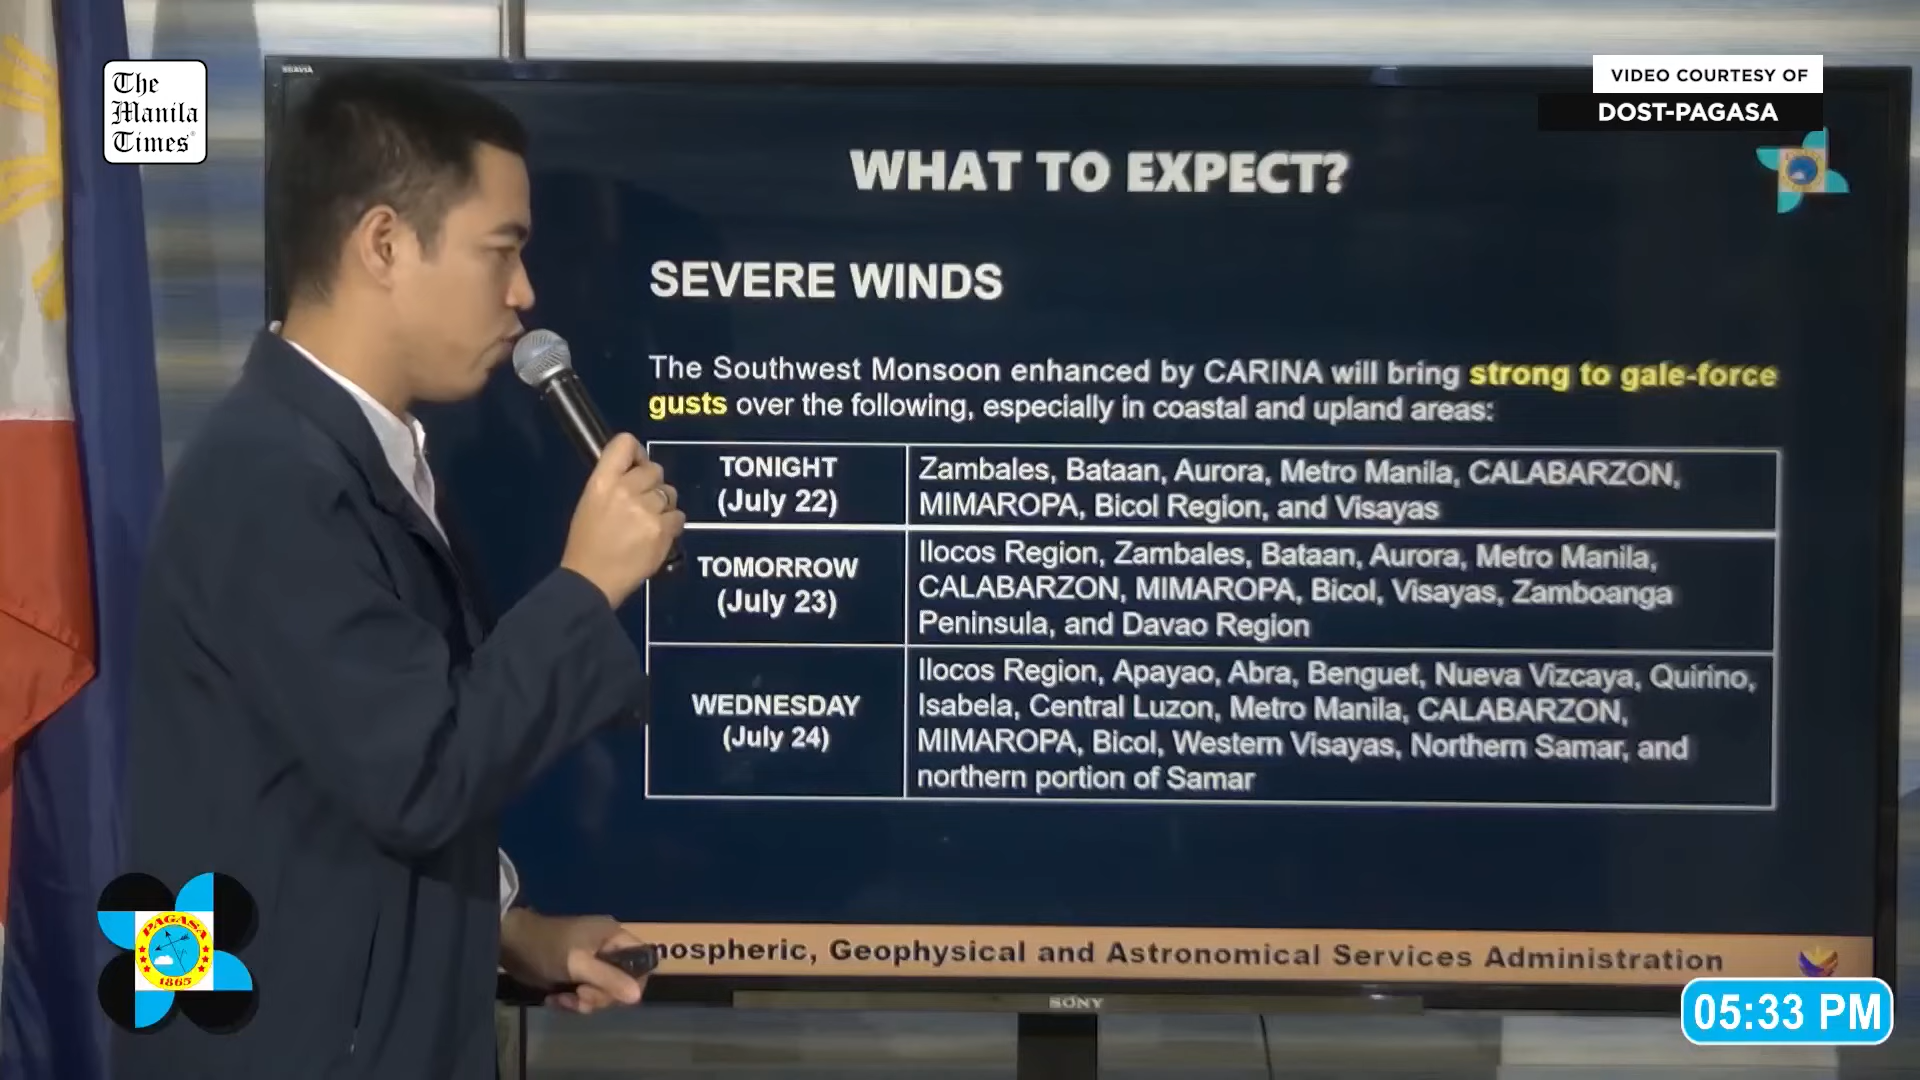 The
Manila
Times
VIDEO COURTESY OF
DOST-PAGASA
WHAT TO EXPECT?
SEVERE WINDS
The Southwest Monsoon enhanced by CARINA will bring strong to gale-force
gusts over the following, especially in coastal and upland areas:
TONIGHT
(July 22)
Zambales, Bataan, Aurora, Metro Manila, CALABARZON,
MIMAROPA, Bicol Region, and Visayas
TOMORROW
(July 23)
Ilocos Region, Zambales, Bataan, Aurora, Metro Manila,
CALABARZON, MIMAROPA, Bicol, Visayas, Zamboanga
Peninsula, and Davao Region
WEDNESDAY
(July 24)
Ilocos Region, Apayao, Abra, Benguet, Nueva Vizcaya, Quirino,
Isabela, Central Luzon, Metro Manila, CALABARZON,
MIMAROPA, Bicol, Western Visayas, Northern Samar, and
northern portion of Samar
mospheric, Geophysical and Astronomical Services Administration
SONY
PAGASA
1865
05:33 PM